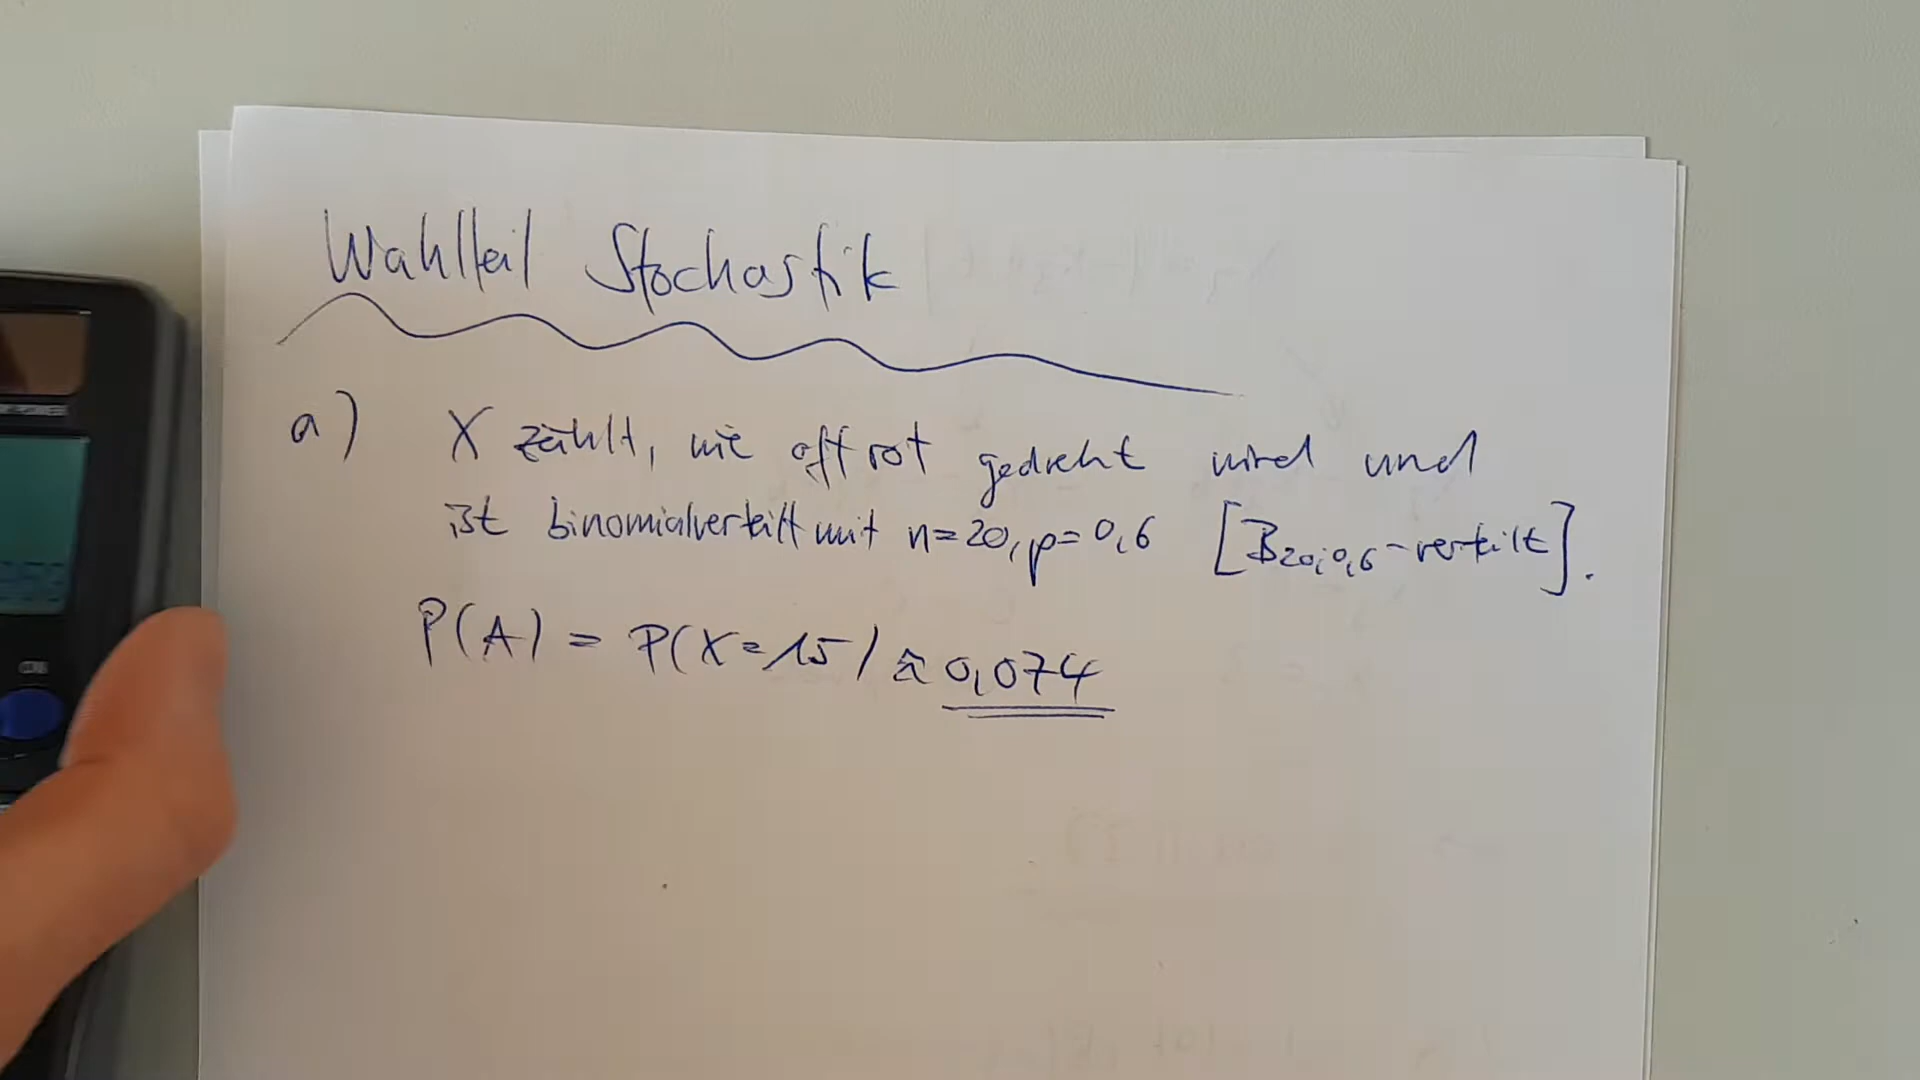 Wahlteil Stochastik
a) X zählt, wie oft rot gedreht wird und
ist binomialverteilt mit n=20, p=0,6 [B20;0,6-verteilt].
P(A) = P(X=15) ≈ 0,074
ON